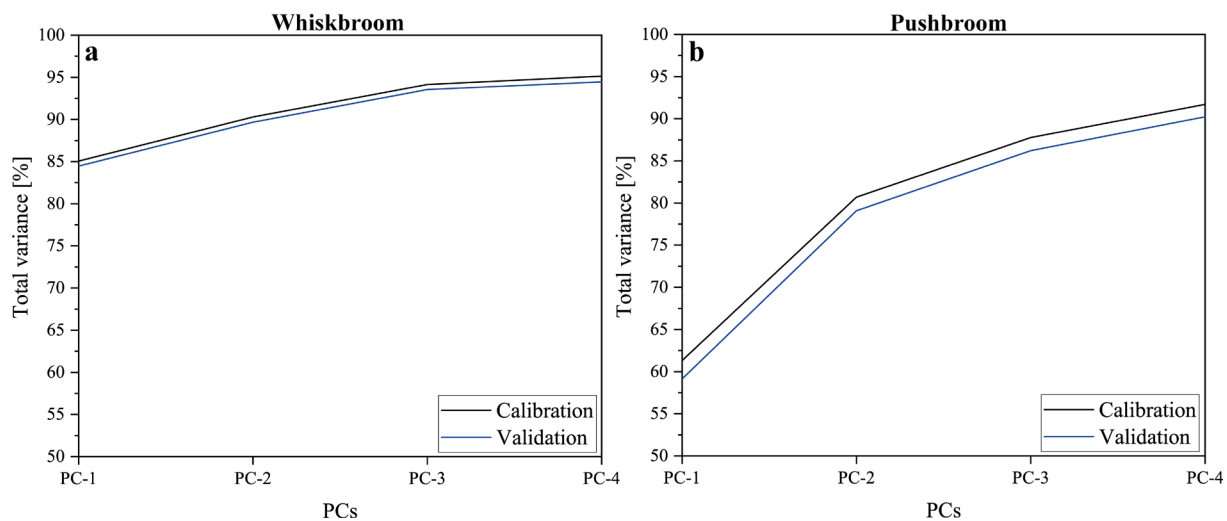 Whiskbroom
a
Total variance [%]
100
95
90
85
80
75
70
65
60
55
50
PC-1
PC-2
PC-3
PC-4
PCs
Calibration
Validation
Pushbroom
b
Total variance [%]
100
95
90
85
80
75
70
65
60
55
50
PC-1
PC-2
PC-3
PC-4
PCs
Calibration
Validation